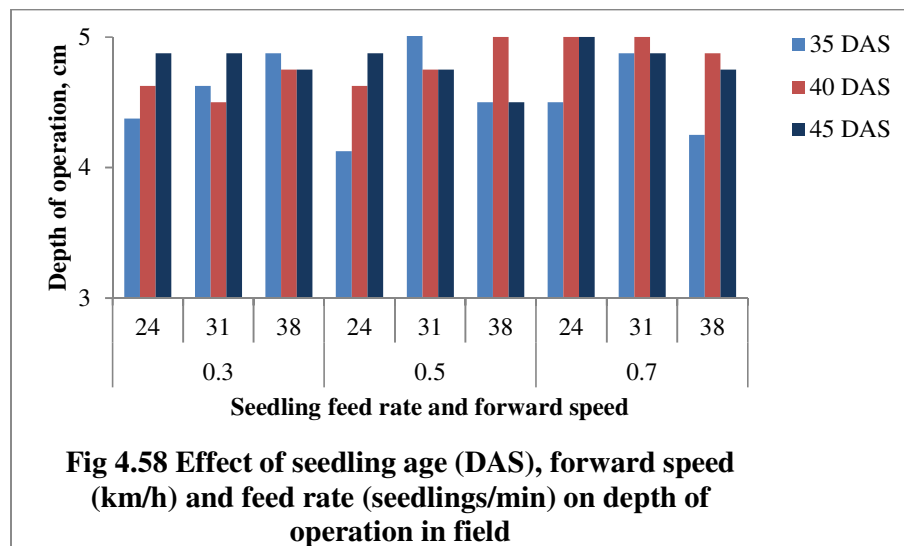 5
4
3
Depth of operation, cm
35 DAS
40 DAS
45 DAS
24 31 38 24 31 38 24 31 38
0.3 0.5 0.7
Seedling feed rate and forward speed
Fig 4.58 Effect of seedling age (DAS), forward speed
(km/h) and feed rate (seedlings/min) on depth of
operation in field